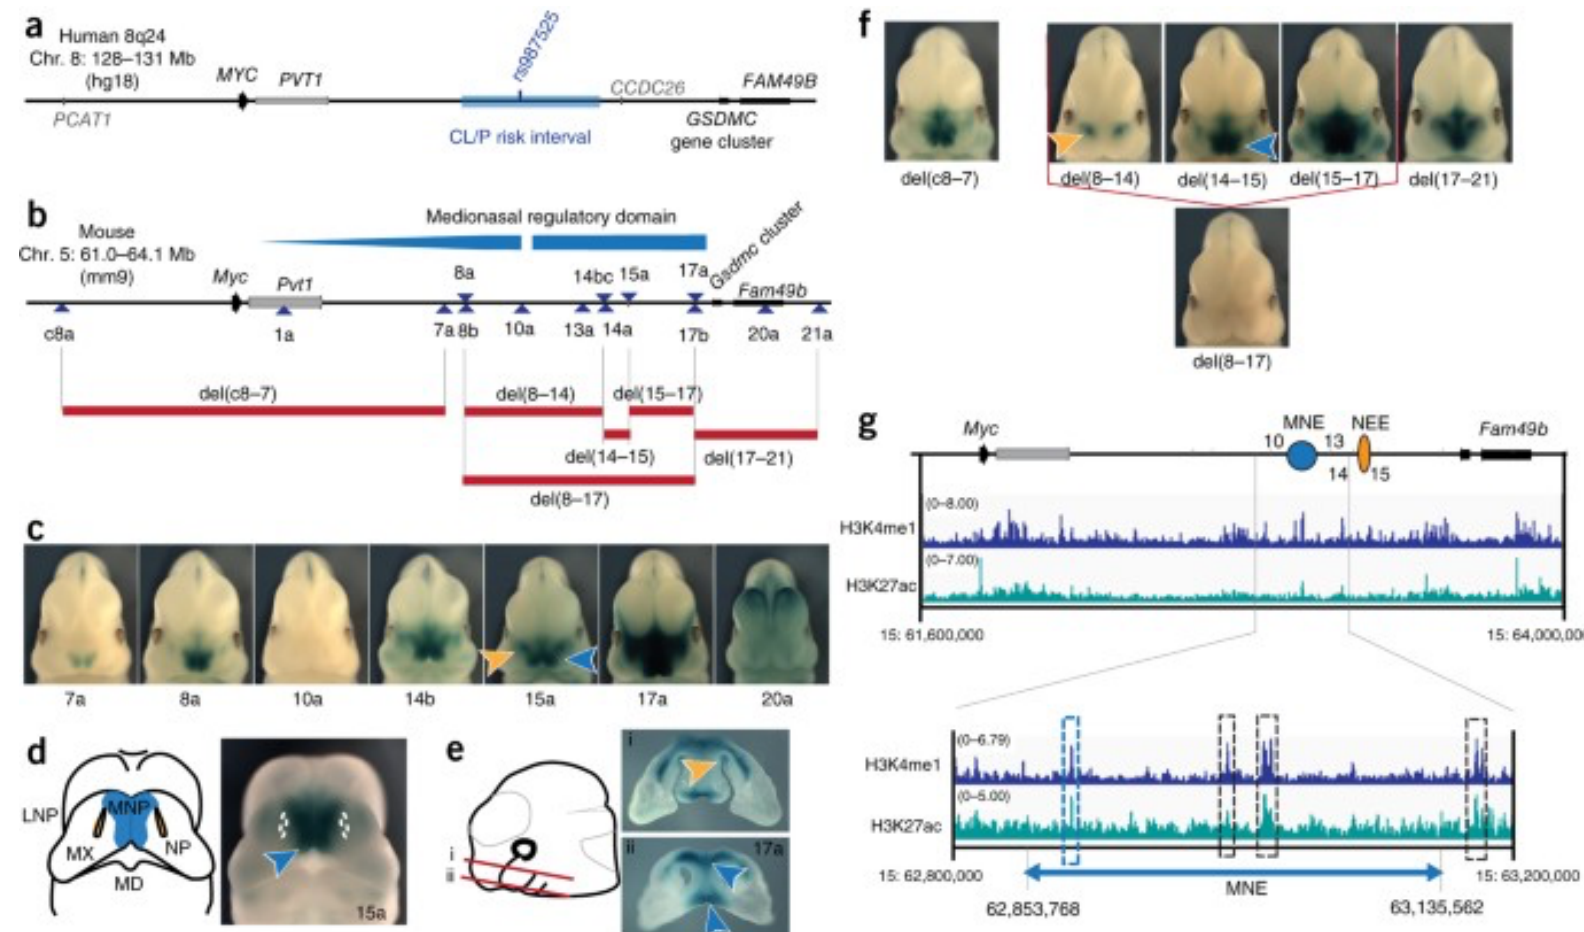 a
Human 8q24
Chr. 8: 128–131 Mb
(hg18)
MYC
PVT1
rs987525
CCDC26
FAM49B
PCAT1
CL/P risk interval
GSDMC
gene cluster
b
Mouse
Chr. 5: 61.0–64.1 Mb
(mm9)
Medionasal regulatory domain
Gsdmc cluster
Myc
Pvt1
8a
14bc
15a
17a
Fam49b
c8a
1a
7a
8b
10a
13a
14a
17b
20a
21a
del(c8–7)
del(8–14)
del(15–17)
del(14–15)
del(17–21)
del(8–17)
c
7a
8a
10a
14b
15a
17a
20a
d
LNP
MNP
MX
NP
MD
15a
e
i
ii
i
ii
17a
f
del(c8–7)
del(8–14)
del(14–15)
del(15–17)
del(17–21)
del(8–17)
g
Myc
MNE
NEE
Fam49b
10
13
14
15
(0–8.00)
H3K4me1
(0–7.00)
H3K27ac
15: 61,600,000
15: 64,000,00
(0–6.79)
H3K4me1
(0–5.00)
H3K27ac
15: 62,800,000
MNE
15: 63,200,000
62,853,768
63,135,562